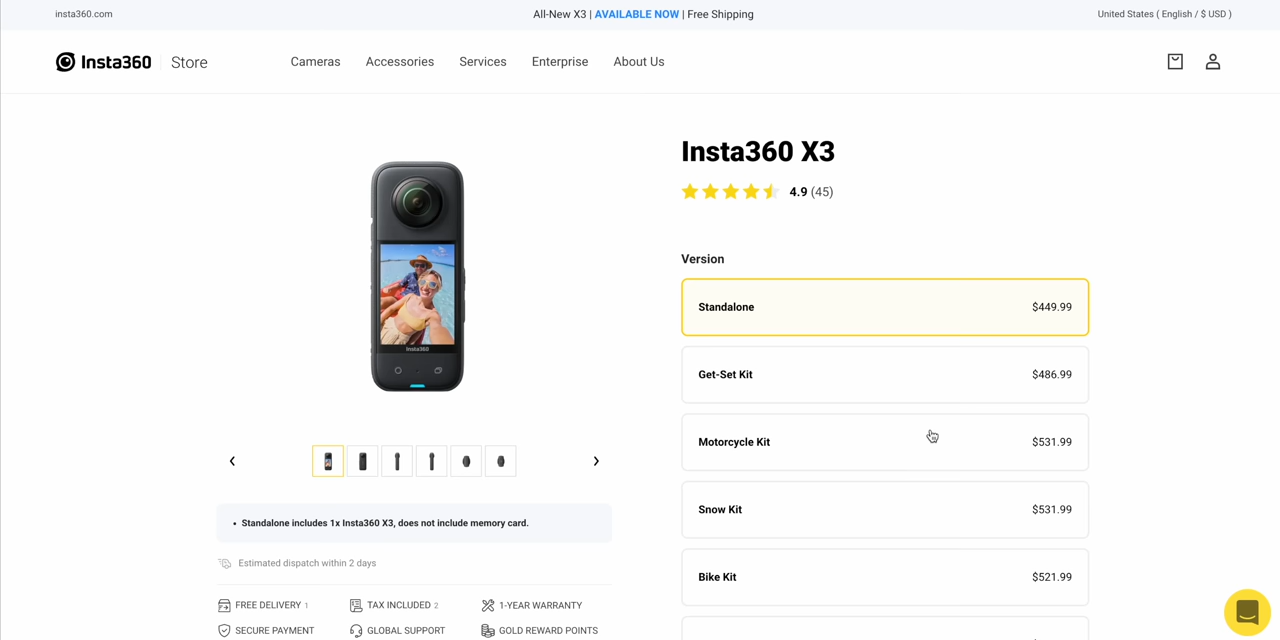 insta360.com
All-New X3 | AVAILABLE NOW | Free Shipping
United States ( English / $ USD )
Insta360 Store
Cameras
Accessories
Services
Enterprise
About Us
Insta360 X3
4.9 (45)
Version
Standalone $449.99
Get-Set Kit $486.99
Motorcycle Kit $531.99
Snow Kit $531.99
Bike Kit $521.99
Insta360
• Standalone includes 1x Insta360 X3, does not include memory card.
Estimated dispatch within 2 days
FREE DELIVERY 1
TAX INCLUDED 2
1-YEAR WARRANTY
SECURE PAYMENT
GLOBAL SUPPORT
GOLD REWARD POINTS